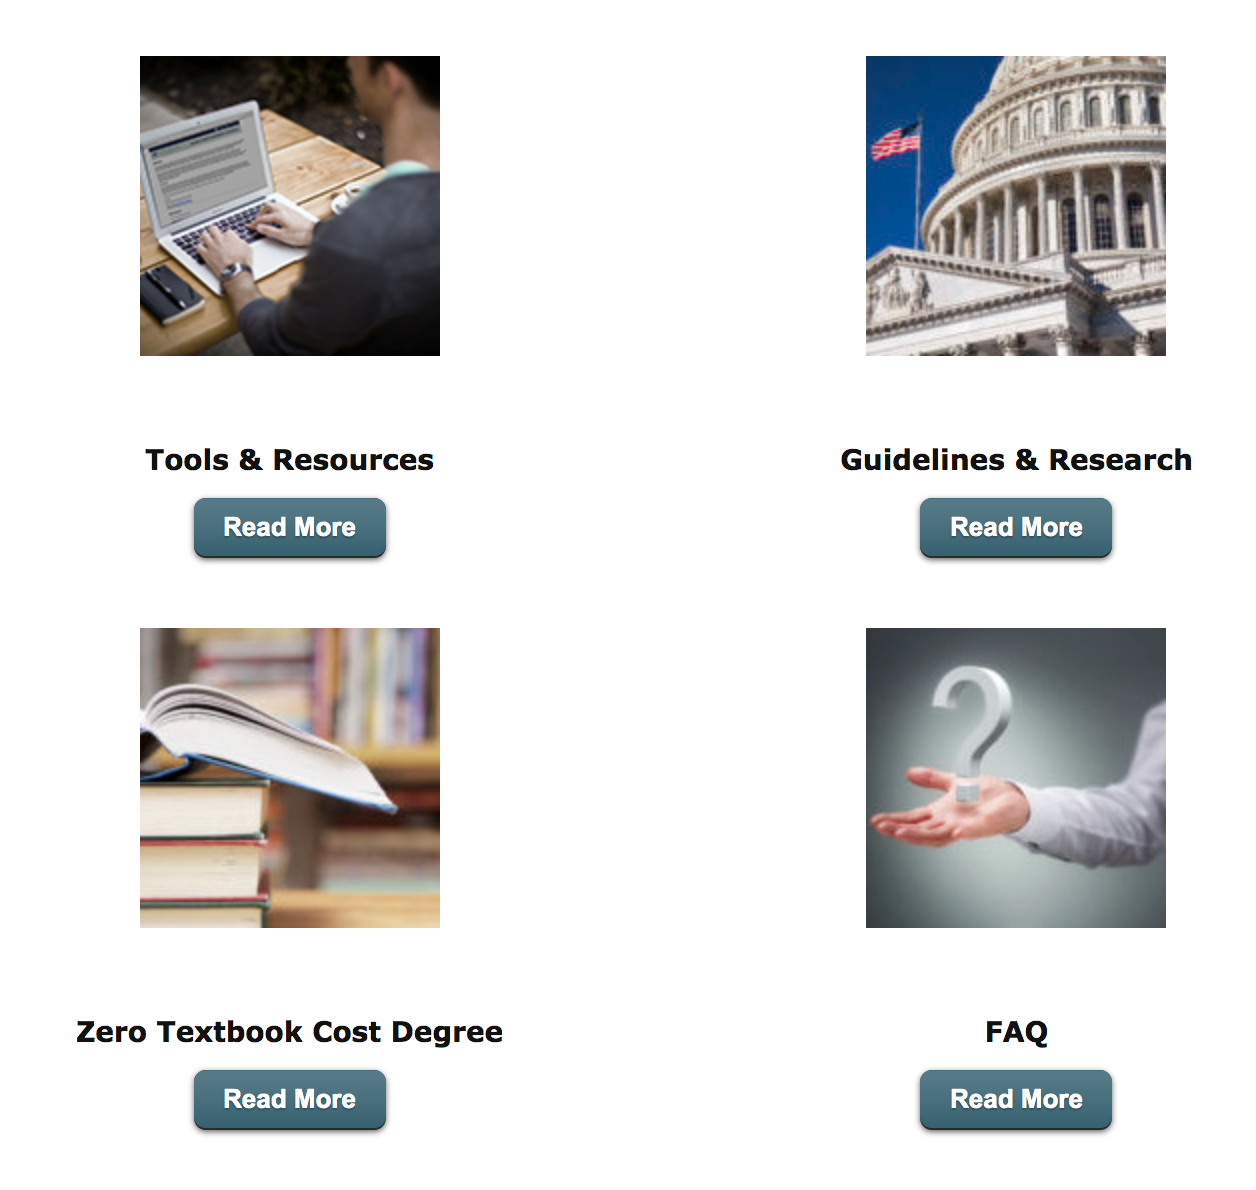 Tools & Resources
Guidelines & Research
Read More
Read More
Zero Textbook Cost Degree
FAQ
Read More
Read More